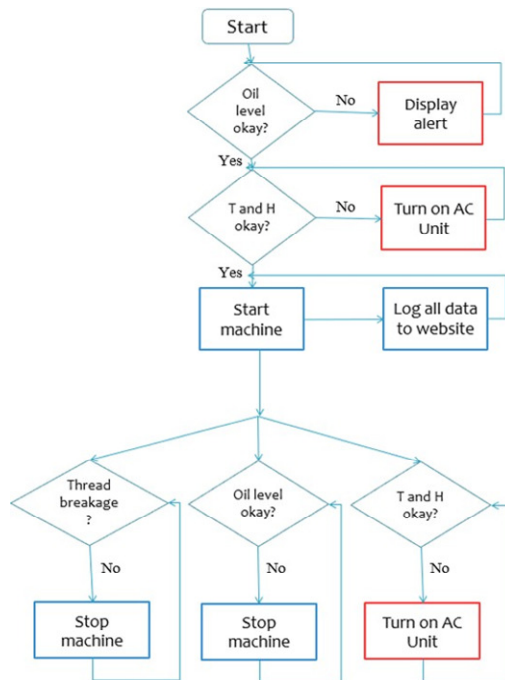 Start
Oil
level
okay?
No
Display
alert
Yes
T and H
okay?
No
Turn on AC
Unit
Yes
Start
machine
Log all data
to website
Thread
breakage
?
Oil level
okay?
T and H
okay?
No
No
No
Stop
machine
Stop
machine
Turn on AC
Unit